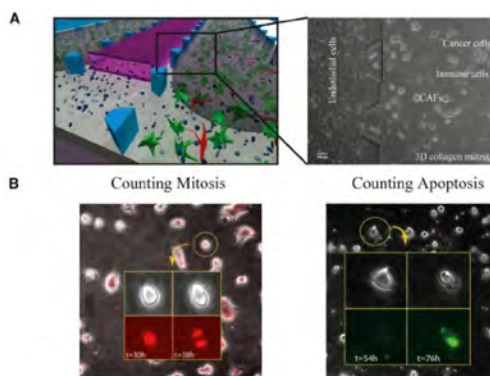 A
Endothelial cells
Cancer cells
Immune cells
CAFs
3D collagen matrix
B
Counting Mitosis
Counting Apoptosis
t=30h
t=38h
t=54h
t=76h